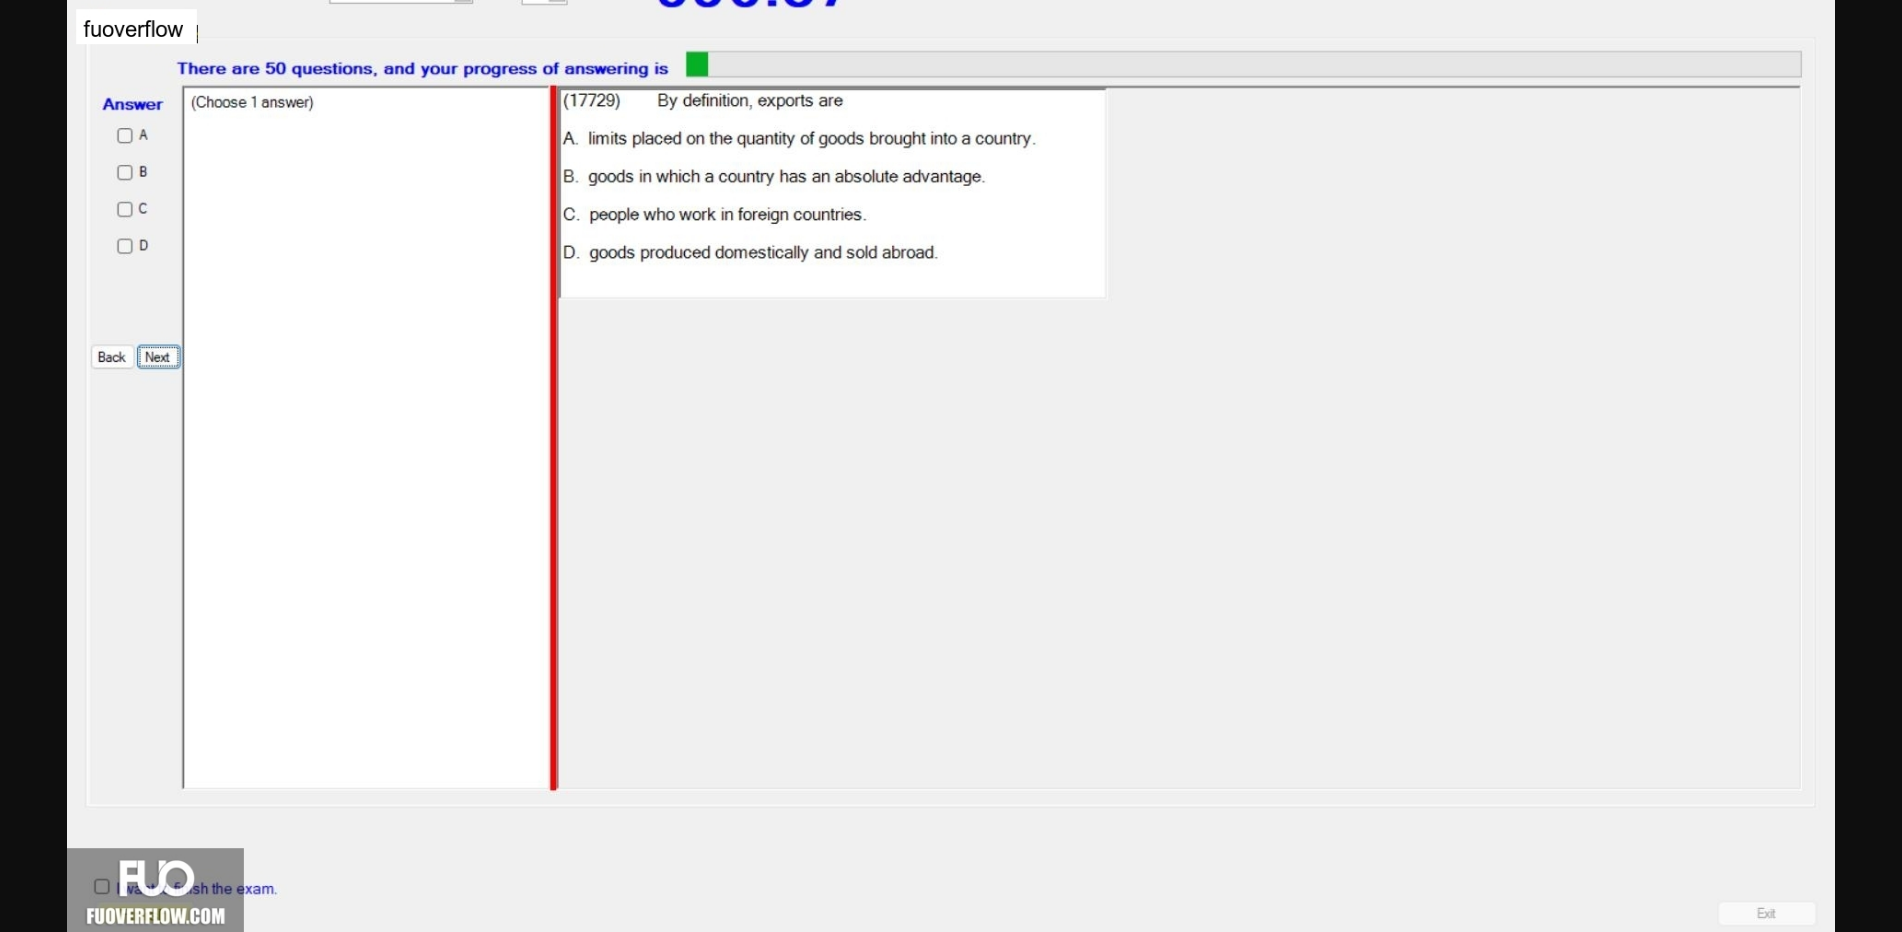 fuoverflow
There are 50 questions, and your progress of answering is
Answer
(Choose 1 answer)
A
B
C
D
Back
Next
(17729) By definition, exports are
A. limits placed on the quantity of goods brought into a country.
B. goods in which a country has an absolute advantage.
C. people who work in foreign countries.
D. goods produced domestically and sold abroad.
FUO
the exam.
FUOVERFLOW.COM
Exit